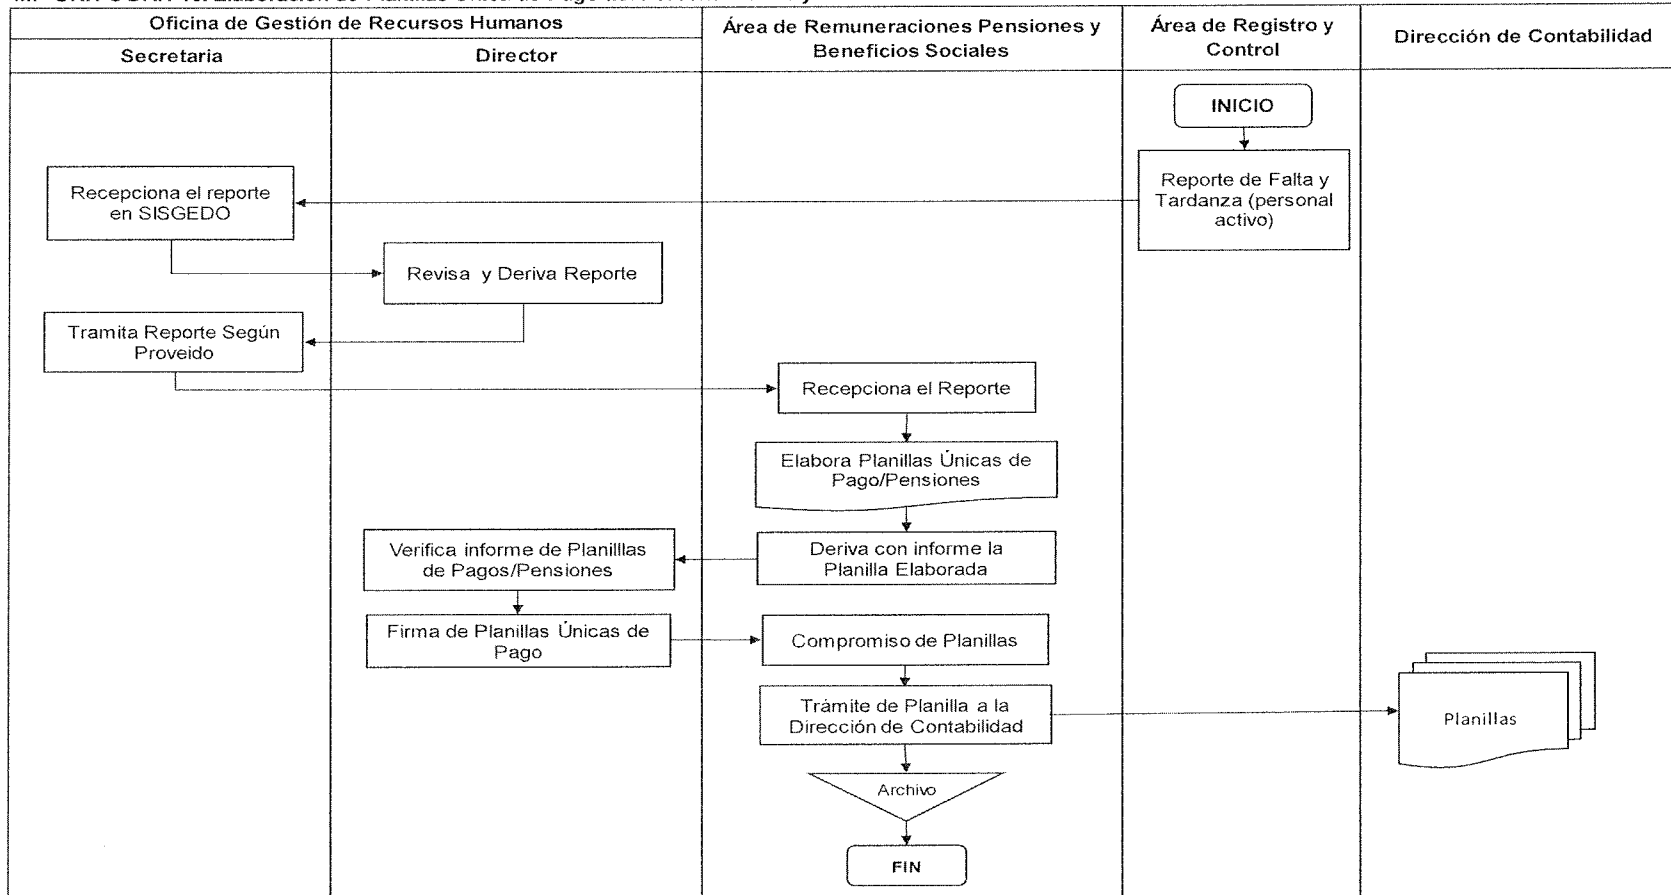 Oficina de Gestión de Recursos Humanos
Área de Remuneraciones Pensiones y
Beneficios Sociales
Área de Registro y
Control
Dirección de Contabilidad
Secretaria
Director
INICIO
Reporte de Falta y
Tardanza (personal
activo)
Recepciona el reporte
en SISGEDO
Revisa y Deriva Reporte
Tramita Reporte Según
Proveido
Recepciona el Reporte
Elabora Planillas Únicas de
Pago/Pensiones
Deriva con informe la
Planilla Elaborada
Verifica informe de Planilllas
de Pagos/Pensiones
Firma de Planillas Únicas de
Pago
Compromiso de Planillas
Trámite de Planilla a la
Dirección de Contabilidad
Planillas
Archivo
FIN